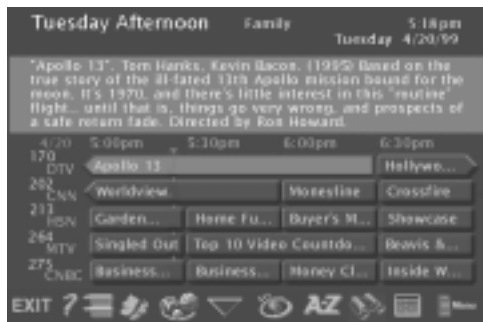 Tuesday Afternoon Family 5:18pm
Tuesday 4/20/99
"Apollo 13". Tom Hanks, Kevin Bacon. (1995) Based on the
true story of the ill-fated 13th Apollo mission bound for the
moon. It's 1970, and there's little interest in this "routine"
flight... until that is, things go very wrong, and prospects of
a safe return fade. Directed by Ron Howard.
4/20 5:00pm 5:30pm 6:00pm 6:30pm
170 DTV Apollo 13 Hollywo...
202 CNN Worldview. Moneyline Crossfire
213 HSN Garden... Home Fu... Buyer's M... Showcase
264 MTV Singled Out Top 10 Video Countdo... Beavis &...
275 CNBC Business... Business... Money Cl... Inside W...
EXIT ? A-Z Menu